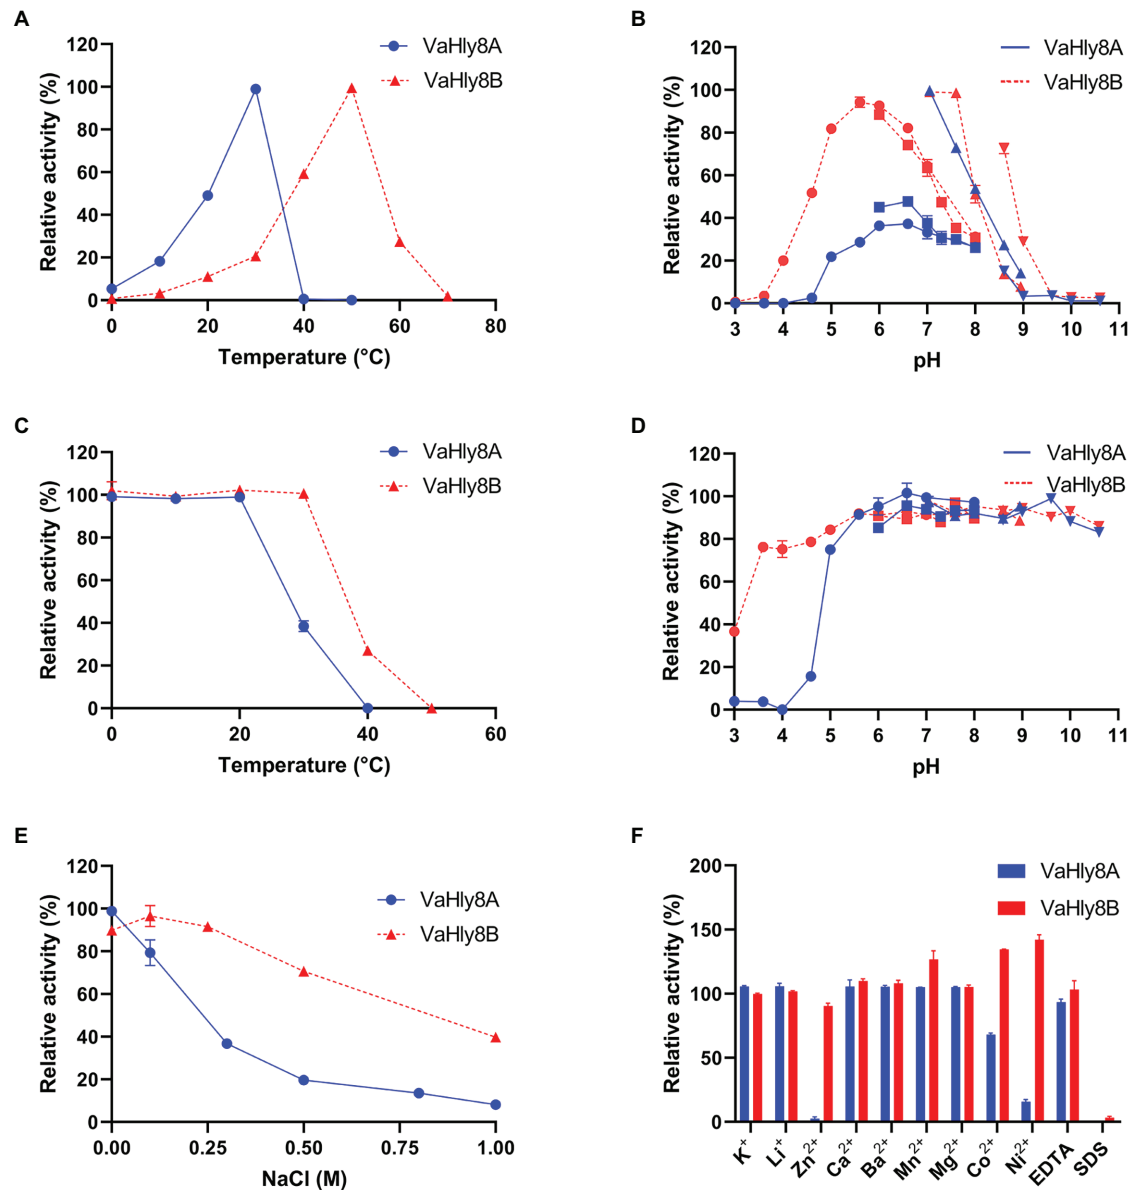 A
Relative activity (%)
120
100
80
60
40
20
0
0 20 40 60 80
Temperature (°C)
VaHly8A
VaHly8B
B
Relative activity (%)
120
100
80
60
40
20
0
3 4 5 6 7 8 9 10 11
pH
VaHly8A
VaHly8B
C
Relative activity (%)
120
100
80
60
40
20
0
0 20 40 60
Temperature (°C)
VaHly8A
VaHly8B
D
Relative activity (%)
120
100
80
60
40
20
0
3 4 5 6 7 8 9 10 11
pH
VaHly8A
VaHly8B
E
Relative activity (%)
120
100
80
60
40
20
0
0.00 0.25 0.50 0.75 1.00
NaCl (M)
VaHly8A
VaHly8B
F
Relative activity (%)
200
150
100
50
0
K⁺ Li⁺ Zn²⁺ Ca²⁺ Ba²⁺ Mn²⁺ Mg²⁺ Co²⁺ Ni²⁺ EDTA SDS
VaHly8A
VaHly8B